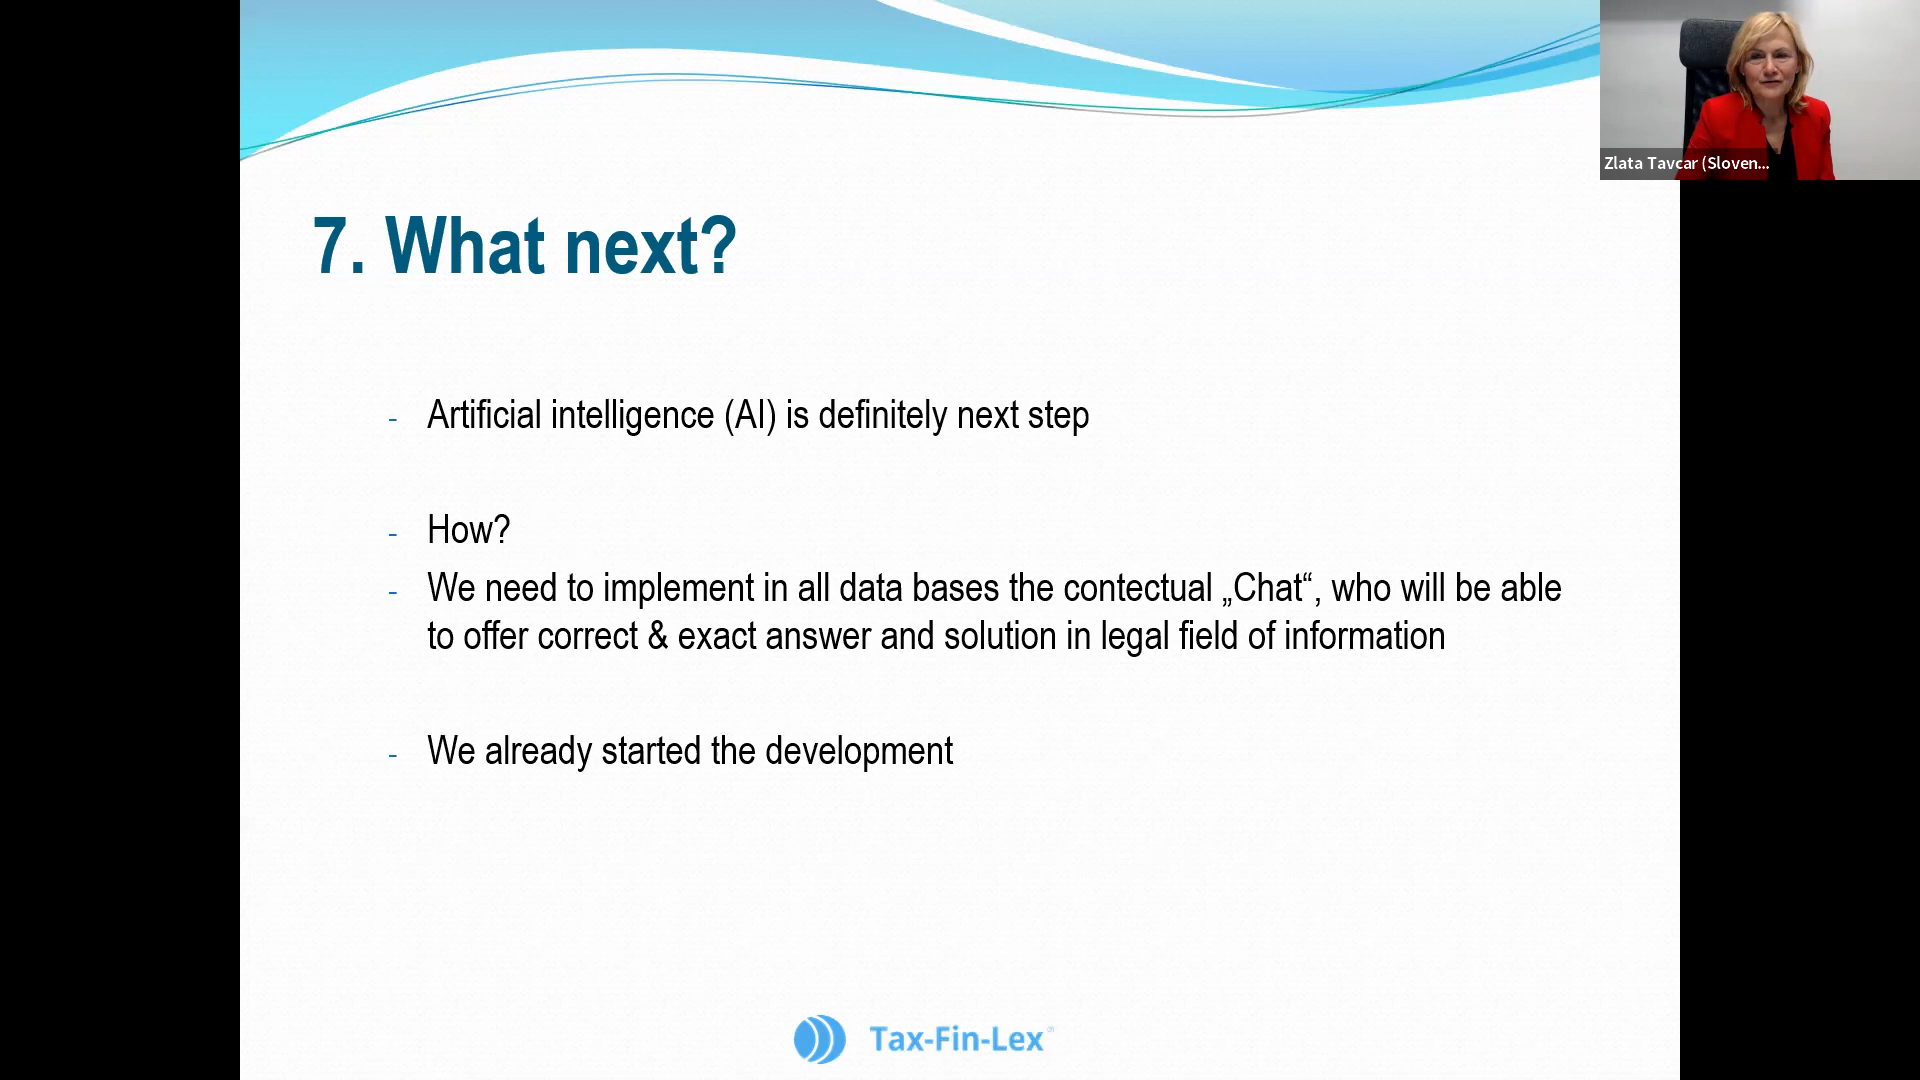 Zlata Tavcar (Sloven...
7. What next?
- Artificial intelligence (AI) is definitely next step
- How?
- We need to implement in all data bases the contectual „Chat“, who will be able
to offer correct & exact answer and solution in legal field of information
- We already started the development
Tax-Fin-Lex